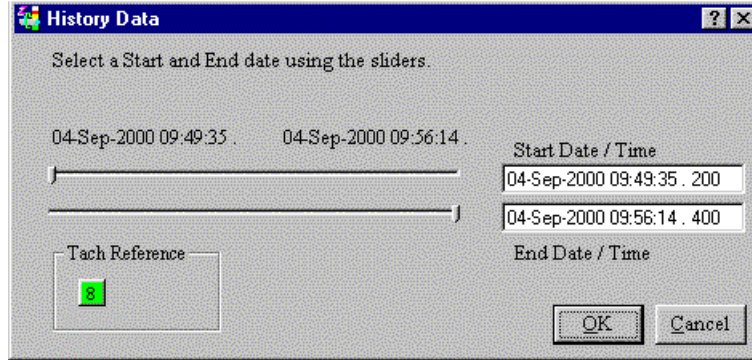 History Data
Select a Start and End date using the sliders.
04-Sep-2000 09:49:35 . 04-Sep-2000 09:56:14 .
Start Date / Time
04-Sep-2000 09:49:35 . 200
04-Sep-2000 09:56:14 . 400
End Date / Time
Tach Reference
8
OK Cancel